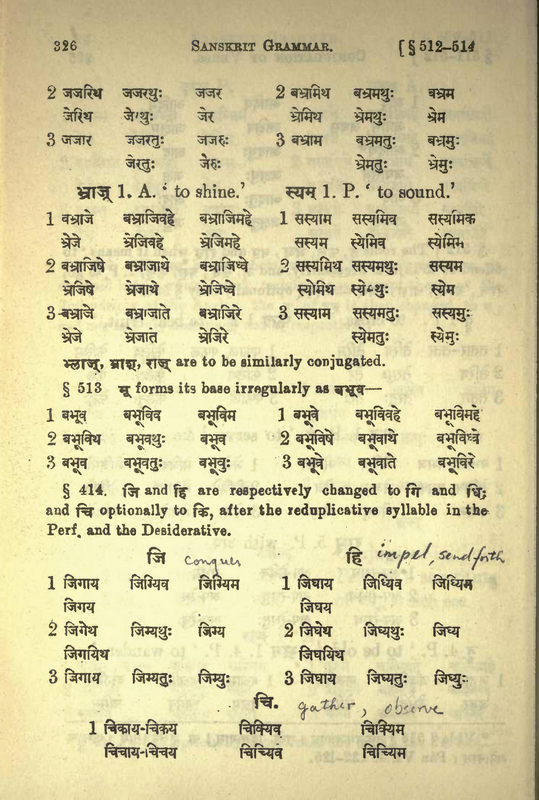 326 SANSKRIT GRAMMAR. [ § 512-514
2 जजरिथ जजरथुः जजर 2 बभ्रमिथ बभ्रमथुः बभ्रम
जेरिथ जेरथुः जेर भ्रेमिथ भ्रेमथुः भ्रेम
3 जजार जजरतुः जजरुः 3 बभ्राम बभ्रमतुः बभ्रमुः
जेरतुः जेरुः भ्रेमतुः भ्रेमुः
भ्राज् 1. A. ‘ to shine.’ स्यम् 1. P. ‘ to sound.’
1 बभ्राजे बभ्राजिवहे बभ्राजिमहे 1 सस्याम सस्यमिव सस्यमिम
भ्रेजे भ्रेजिवहे भ्रेजिमहे सस्यम स्येमिव स्येमिम
2 बभ्राजिषे बभ्राजाथे बभ्राजिध्वे 2 सस्यमिथ सस्यमथुः सस्यम
भ्रेजिषे भ्रेजाथे भ्रेजिध्वे स्येमिथ स्येमथुः स्येम
3 बभ्राजे बभ्राजाते बभ्राजिरे 3 सस्याम सस्यमतुः सस्यमुः
भ्रेजे भ्रेजाते भ्रेजिरे स्येमतुः स्येमुः
भ्लाज्, भ्राश्, राज् are to be similarly conjugated.
§ 513 भू forms its base irregularly as बभूव—
1 बभूव बभूविव बभूविम 1 बभूवे बभूविवहे बभूविमहे
2 बभूविथ बभूवथुः बभूव 2 बभूविषे बभूवाथे बभूविध्वे
3 बभूव बभूवतुः बभूवुः 3 बभूवे बभूवाते बभूविरे
§ 414. जि and हि are respectively changed to गि and घि;
and चि optionally to कि, after the reduplicative syllable in the
Perf. and the Desiderative.
जि conquer हि impel, send forth
1 जिगाय जिग्यिव जिग्यिम 1 जिघाय जिघ्यिव जिघ्यिम
जिगय जिघय
2 जिगेथ जिग्यथुः जिग्य 2 जिघेथ जिघ्यथुः जिघ्य
जिगयिथ जिघयिथ
3 जिगाय जिग्यतुः जिग्युः 3 जिघाय जिघ्यतुः जिघ्युः
चि. gather, observe
1 चिकाय-चिकय चिक्यिव चिक्यिम
चिचाय-चिचय चिच्यिव चिच्यिम